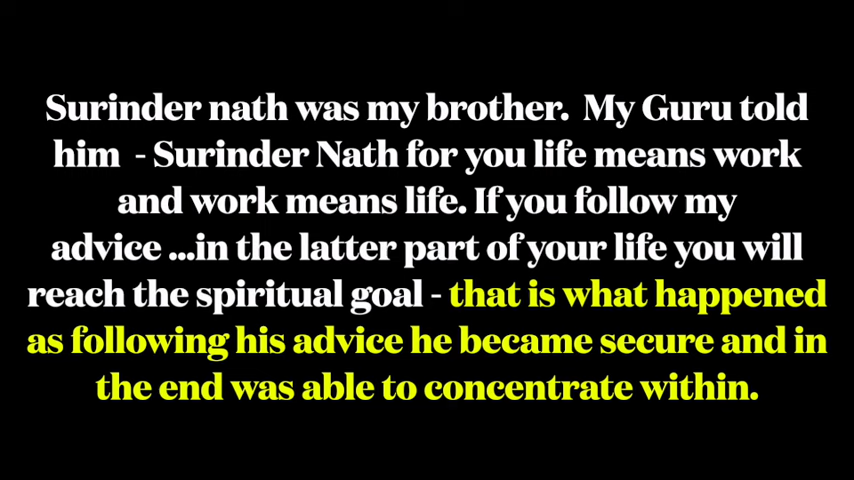 Surinder nath was my brother.  My Guru told
him  - Surinder Nath for you life means work
and work means life. If you follow my
advice ...in the latter part of your life you will
reach the spiritual goal - that is what happened
as following his advice he became secure and in
the end was able to concentrate within.